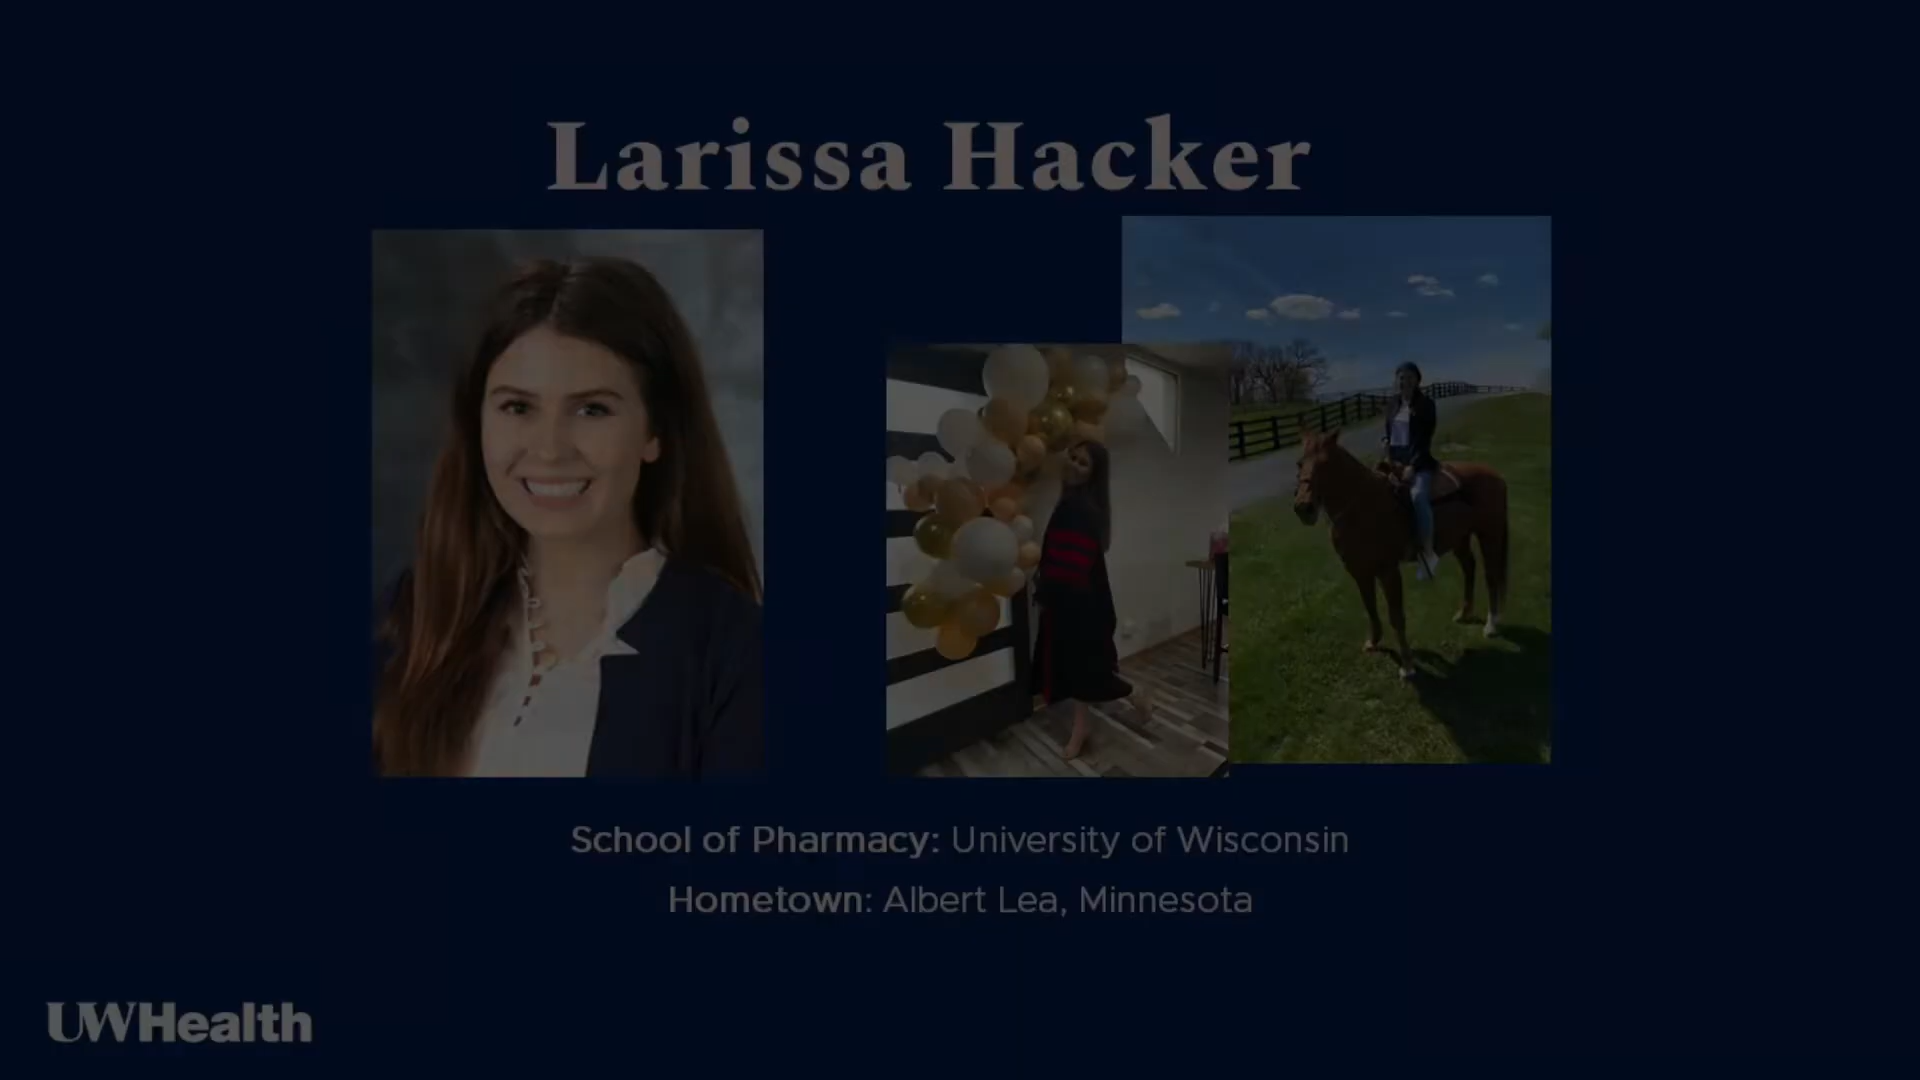 Larissa Hacker
School of Pharmacy: University of Wisconsin
Hometown: Albert Lea, Minnesota
UWHealth